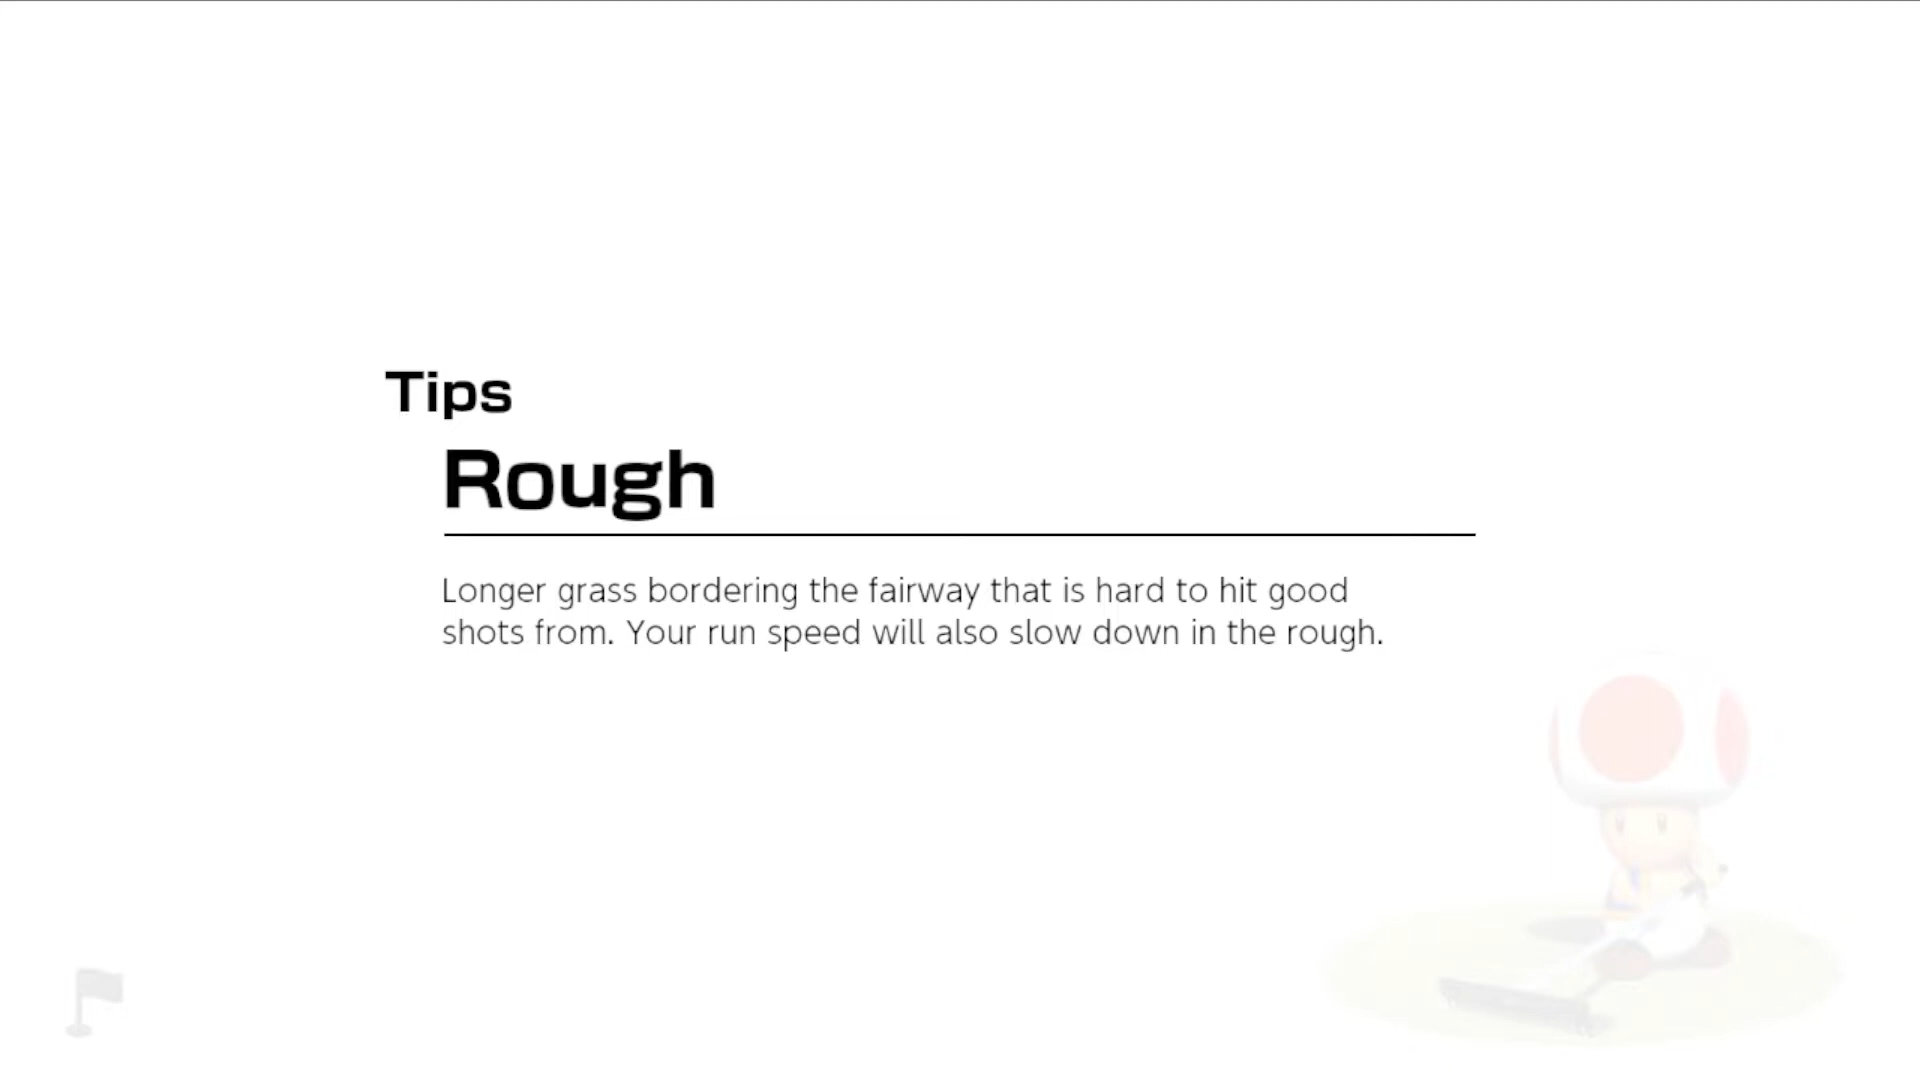 Tips
Rough
Longer grass bordering the fairway that is hard to hit good
shots from. Your run speed will also slow down in the rough.